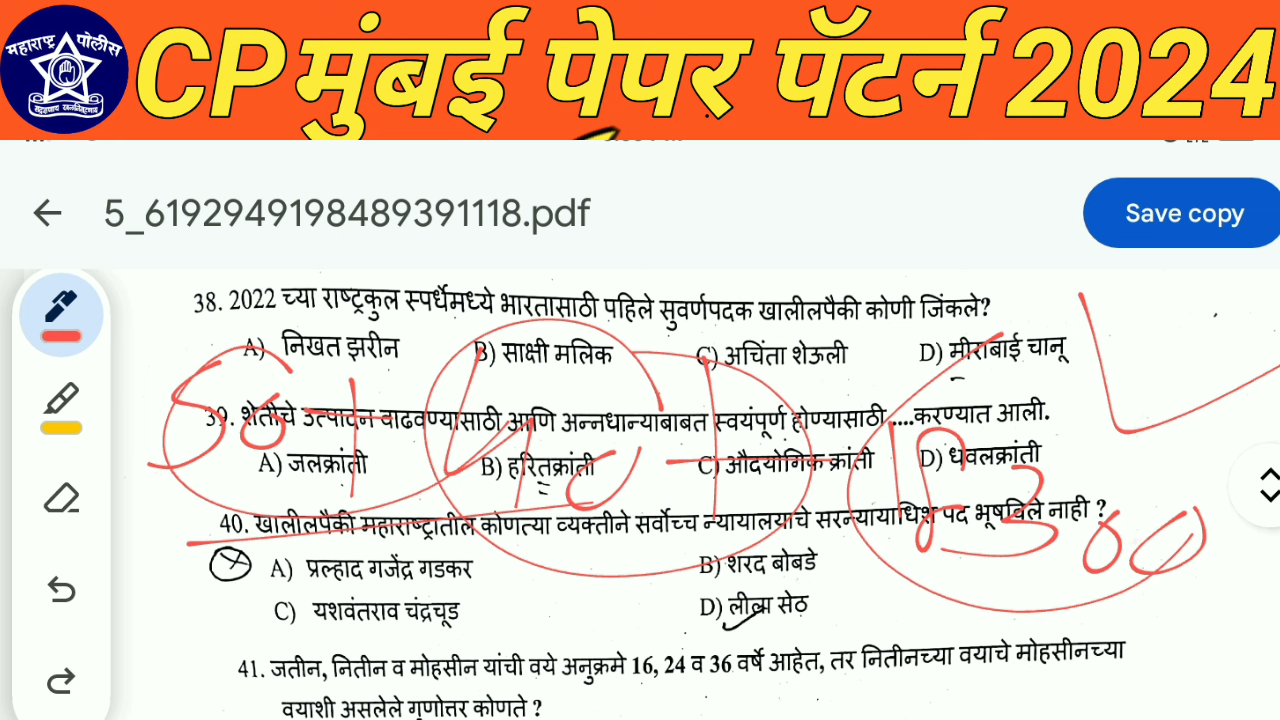 महाराष्ट्र पोलीस
CP मुंबई पेपर पॅटर्न 2024
5_6192949198489391118.pdf
Save copy
38. 2022 च्या राष्ट्रकुल स्पर्धेमध्ये भारतासाठी पहिले सुवर्णपदक खालीलपैकी कोणी जिंकले?
A) निखत झरीन B) साक्षी मलिक C) अचिंता शेऊली D) मीराबाई चानू
39. शेतीचे उत्पादन वाढवण्यासाठी आणि अन्नधान्याबाबत स्वयंपूर्ण होण्यासाठी ....करण्यात आली.
A) जलक्रांती B) हरितक्रांती C) औदयोगिक क्रांती D) धवलक्रांती
40. खालीलपैकी महाराष्ट्रातील कोणत्या व्यक्तीने सर्वोच्च न्यायालयाचे सरन्यायाधिश पद भूषविले नाही ?
A) प्रल्हाद गजेंद्र गडकर B) शरद बोबडे
C) यशवंतराव चंद्रचूड D) लीला सेठ
41. जतीन, नितीन व मोहसीन यांची वये अनुक्रमे 16, 24 व 36 वर्षे आहेत, तर नितीनच्या वयाचे मोहसीनच्या
वयाशी असलेले गुणोत्तर कोणते ?